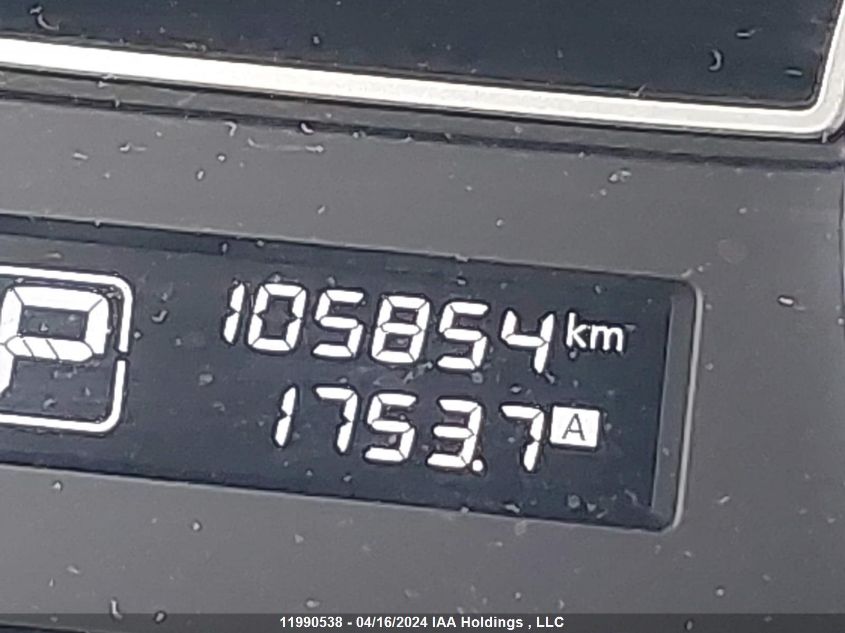 P
105854 km
1753.7 A
11990538 - 04/16/2024 IAA Holdings , LLC